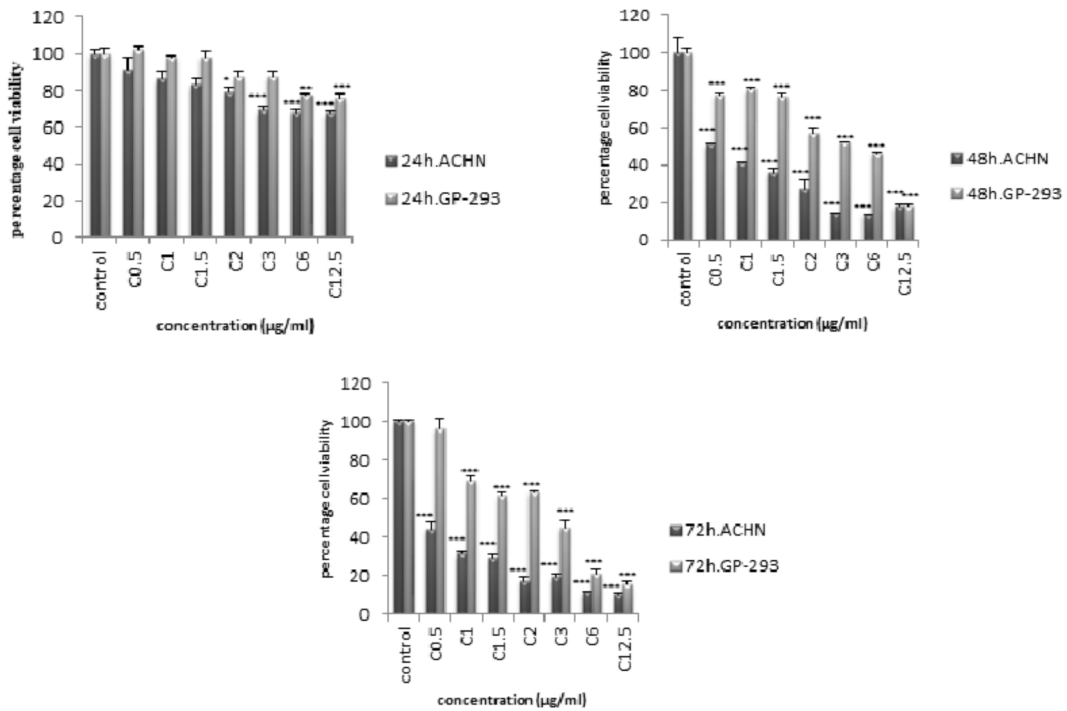 120
100
80
60
40
20
0
percentage cell viability
* *** *** *** *** ***
control C0.5 C1 C1.5 C2 C3 C6 C12.5
concentration (µg/ml)
24h.ACHN
24h.GP-293
120
100
80
60
40
20
0
percentage cell viability
*** *** *** *** *** *** *** *** *** *** *** *** *** ***
control C0.5 C1 C1.5 C2 C3 C6 C12.5
concentration (µg/ml)
48h.ACHN
48h.GP-293
120
100
80
60
40
20
0
percentage cell viability
*** *** *** *** *** *** *** *** *** *** *** *** ***
control C0.5 C1 C1.5 C2 C3 C6 C12.5
concentration (µg/ml)
72h.ACHN
72h.GP-293